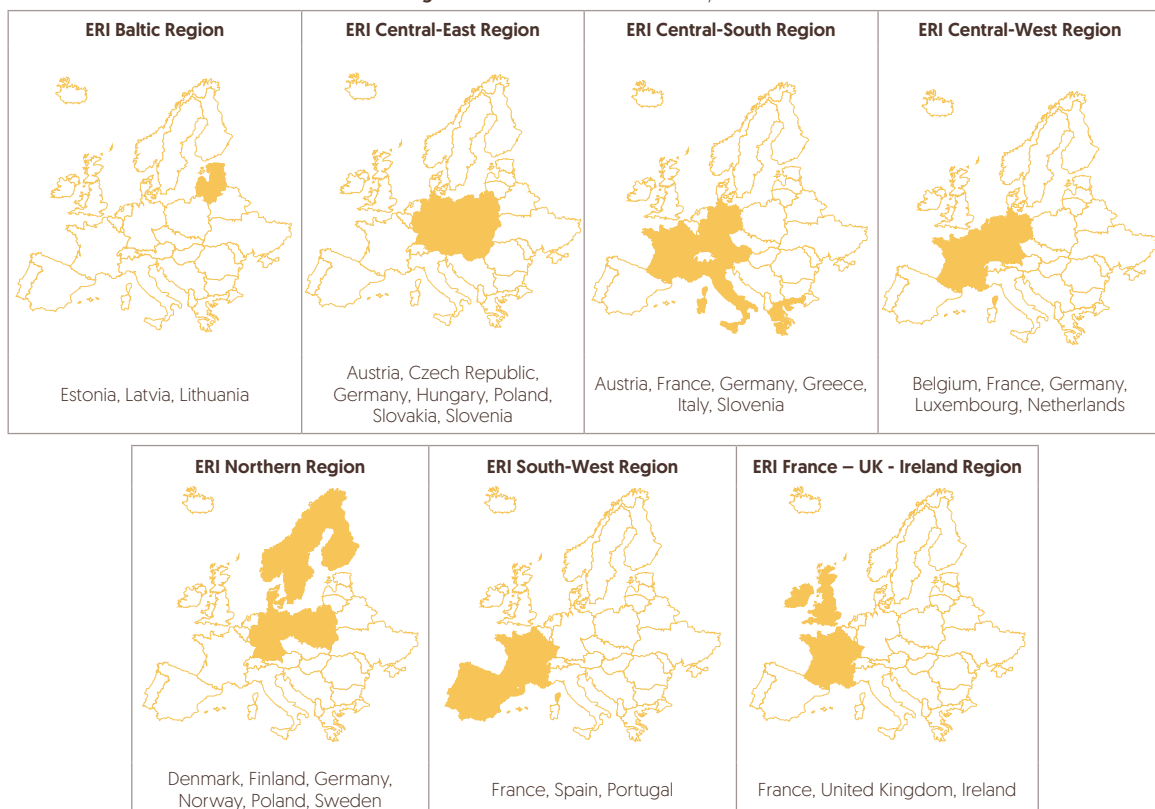 ERI Baltic Region
ERI Central-East Region
ERI Central-South Region
ERI Central-West Region
Estonia, Latvia, Lithuania
Austria, Czech Republic,
Germany, Hungary, Poland,
Slovakia, Slovenia
Austria, France, Germany, Greece,
Italy, Slovenia
Belgium, France, Germany,
Luxembourg, Netherlands
ERI Northern Region
ERI South-West Region
ERI France – UK - Ireland Region
Denmark, Finland, Germany,
Norway, Poland, Sweden
France, Spain, Portugal
France, United Kingdom, Ireland